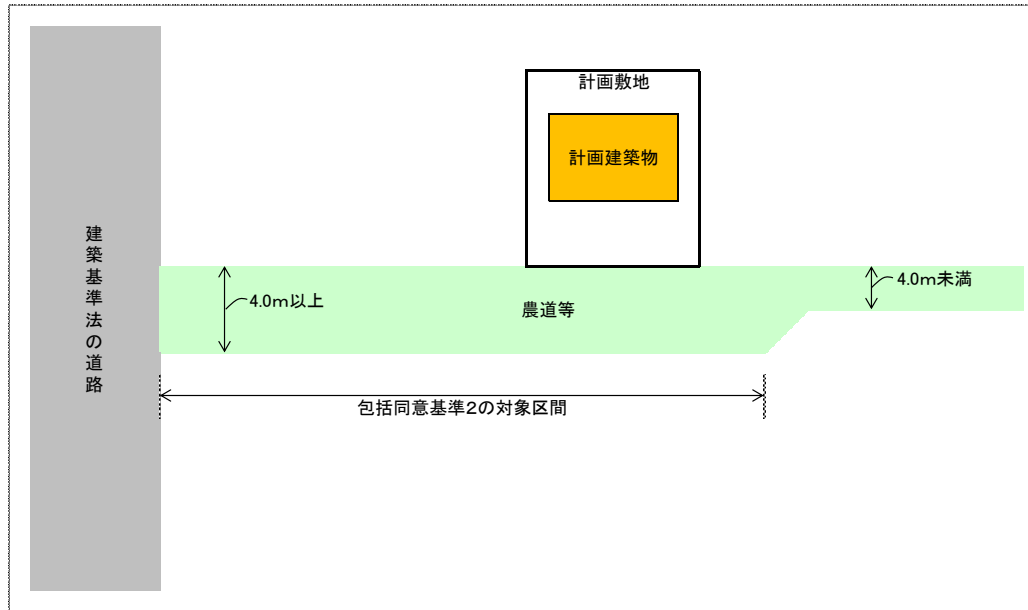 計画敷地
計画建築物
建築基準法の道路
4.0m以上
農道等
4.0m未満
包括同意基準2の対象区間